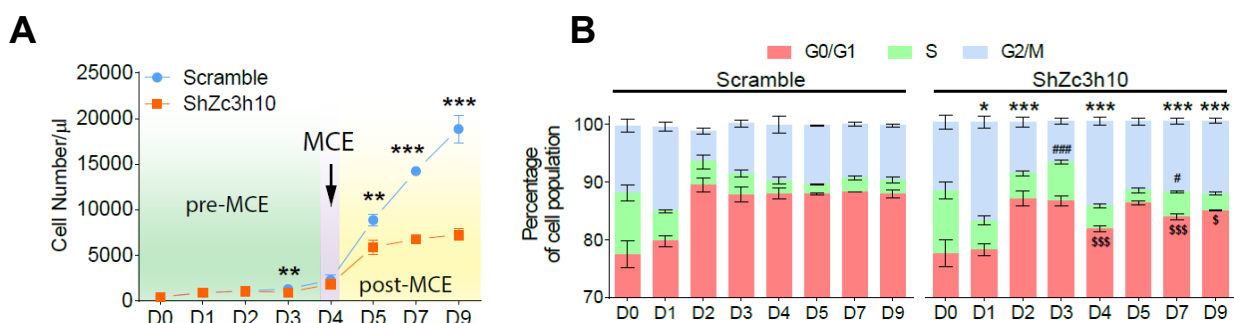 A
25000
20000
15000
10000
5000
0
Cell Number/µl
Scramble
ShZc3h10
MCE
pre-MCE
post-MCE
**
**
***
***
D0 D1 D2 D3 D4 D5 D7 D9
B
G0/G1 S G2/M
Scramble ShZc3h10
Percentage
of cell population
100
90
80
70
* *** *** *** ***
###
#
$$$ $$$ $
D0 D1 D2 D3 D4 D5 D7 D9 D0 D1 D2 D3 D4 D5 D7 D9